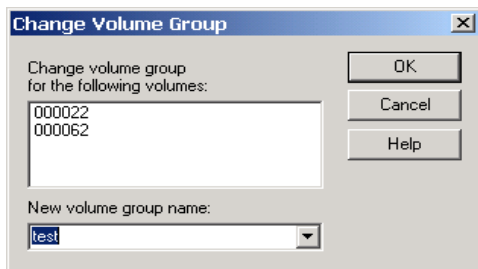 Change Volume Group
Change volume group
for the following volumes:
000022
000062
New volume group name:
test
OK
Cancel
Help